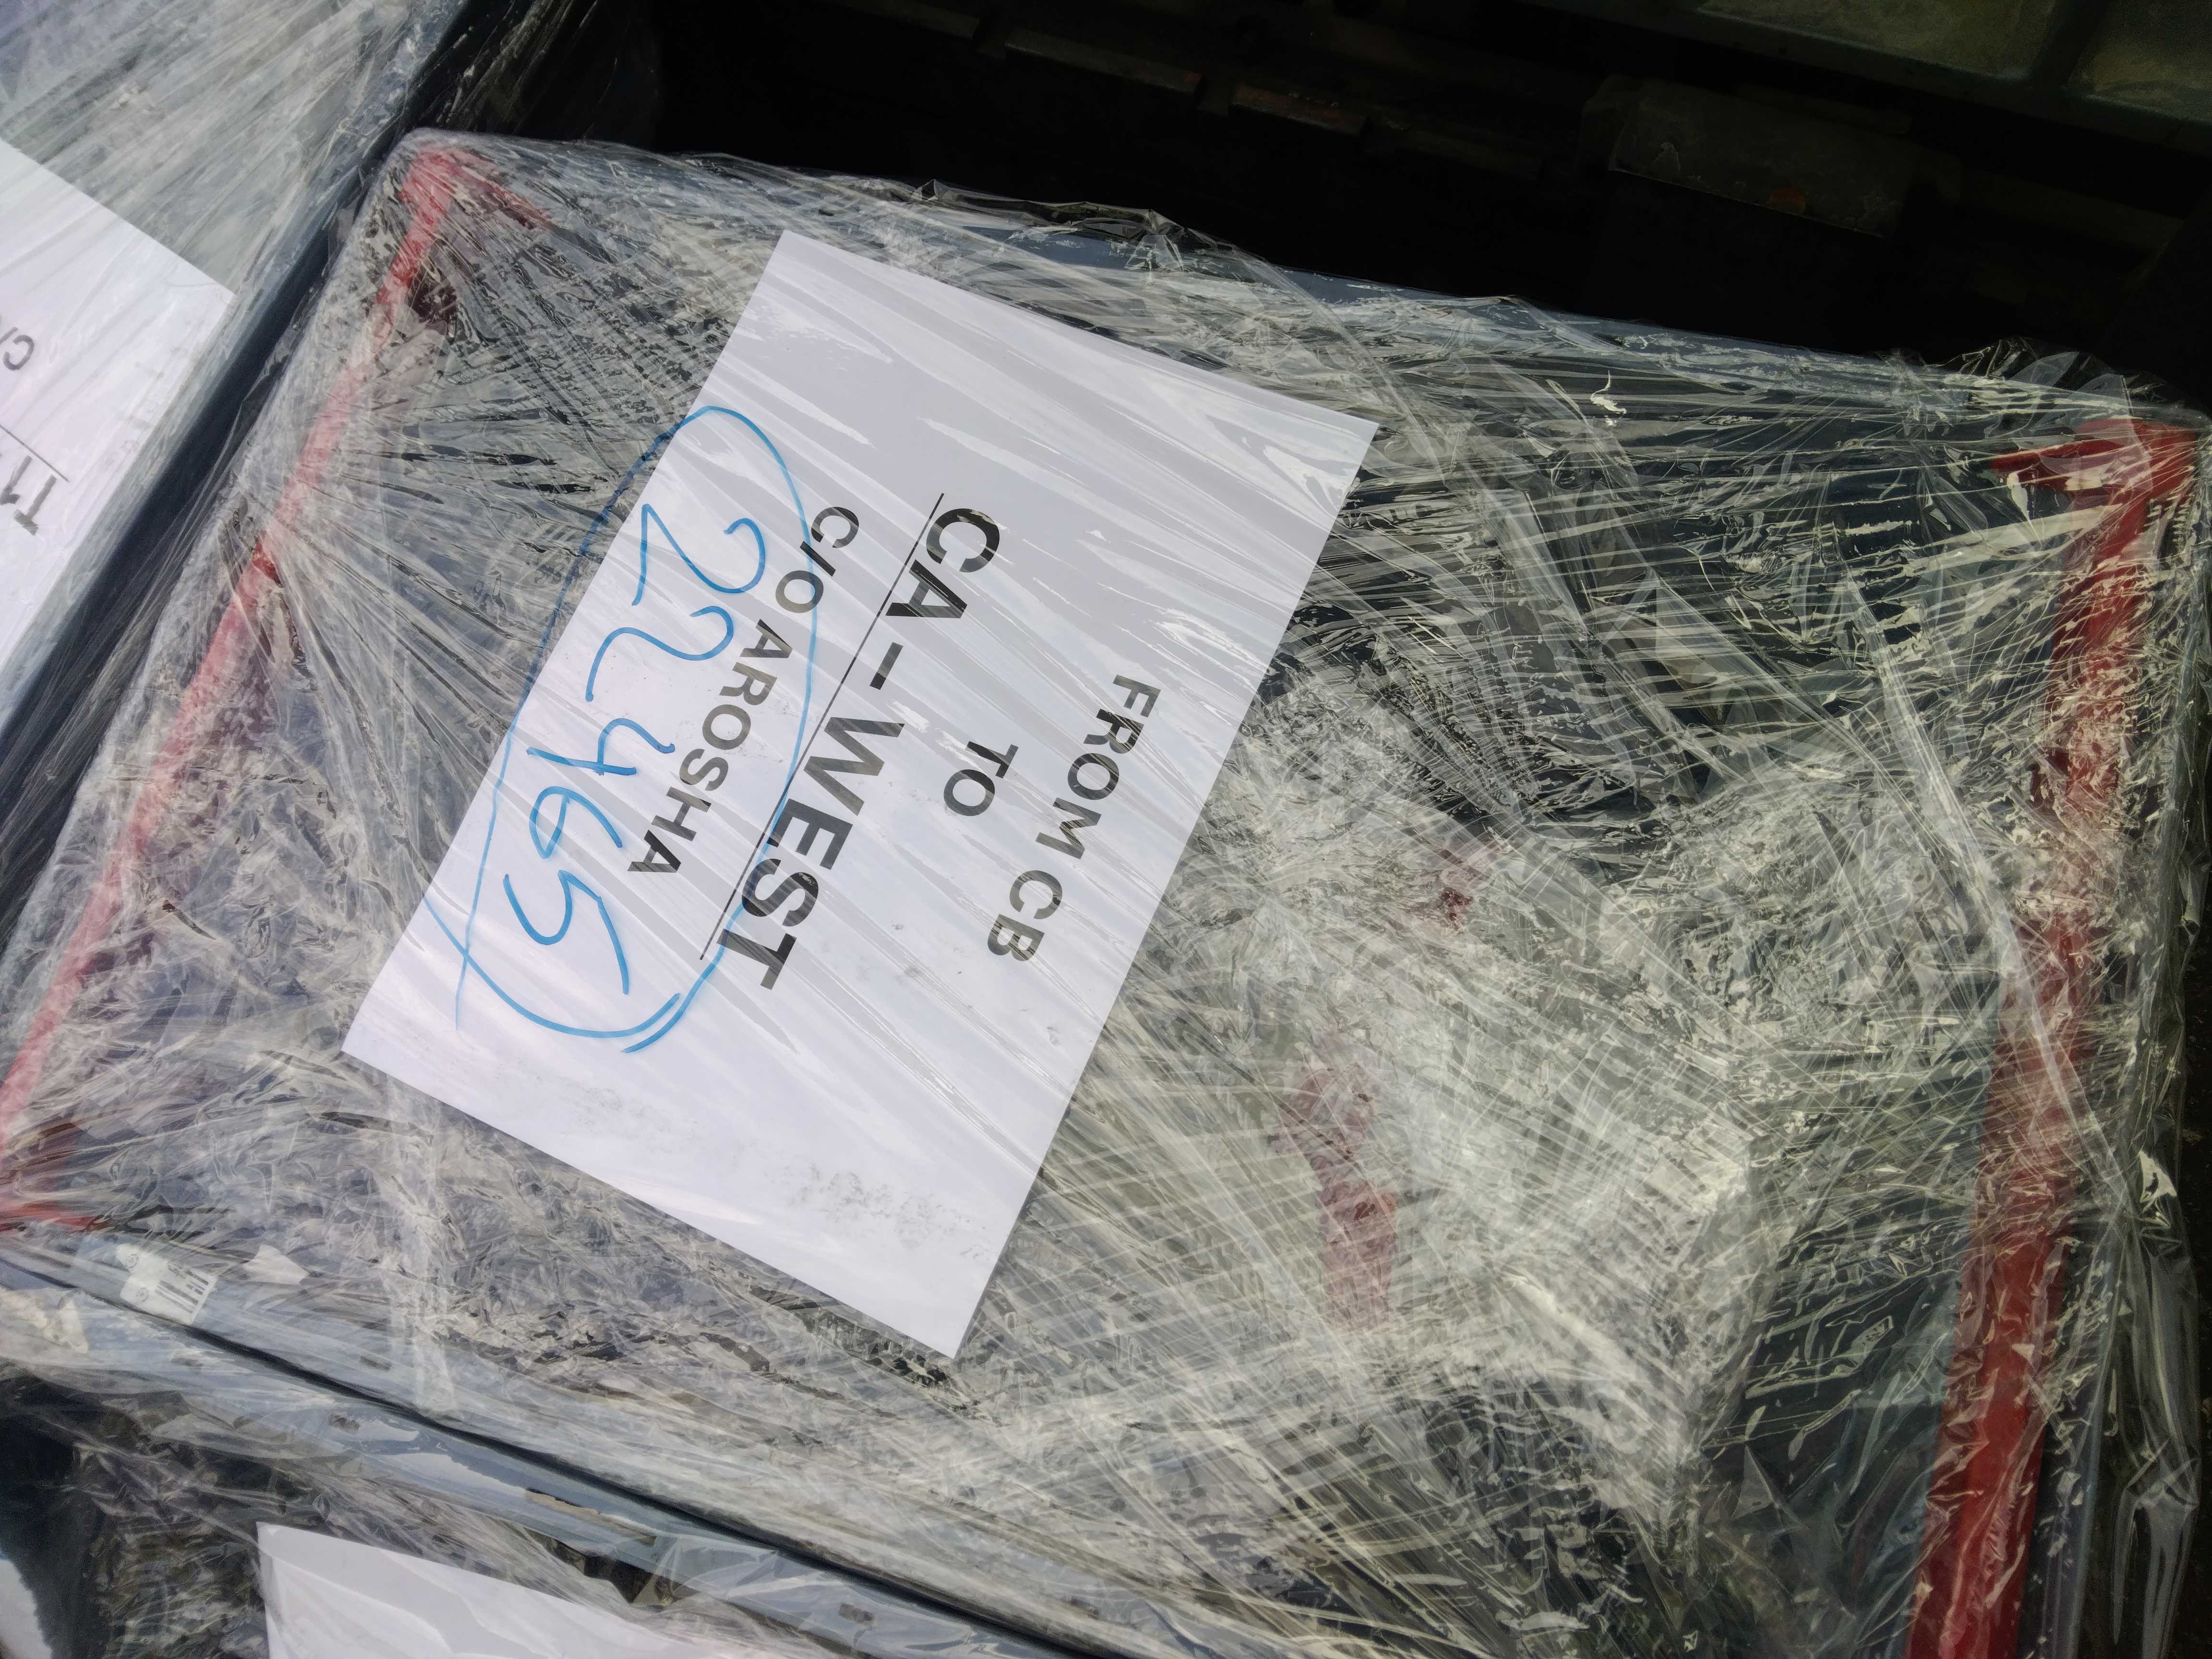 FROM CB
TO
CA – WEST
C/O AROSHA
22465